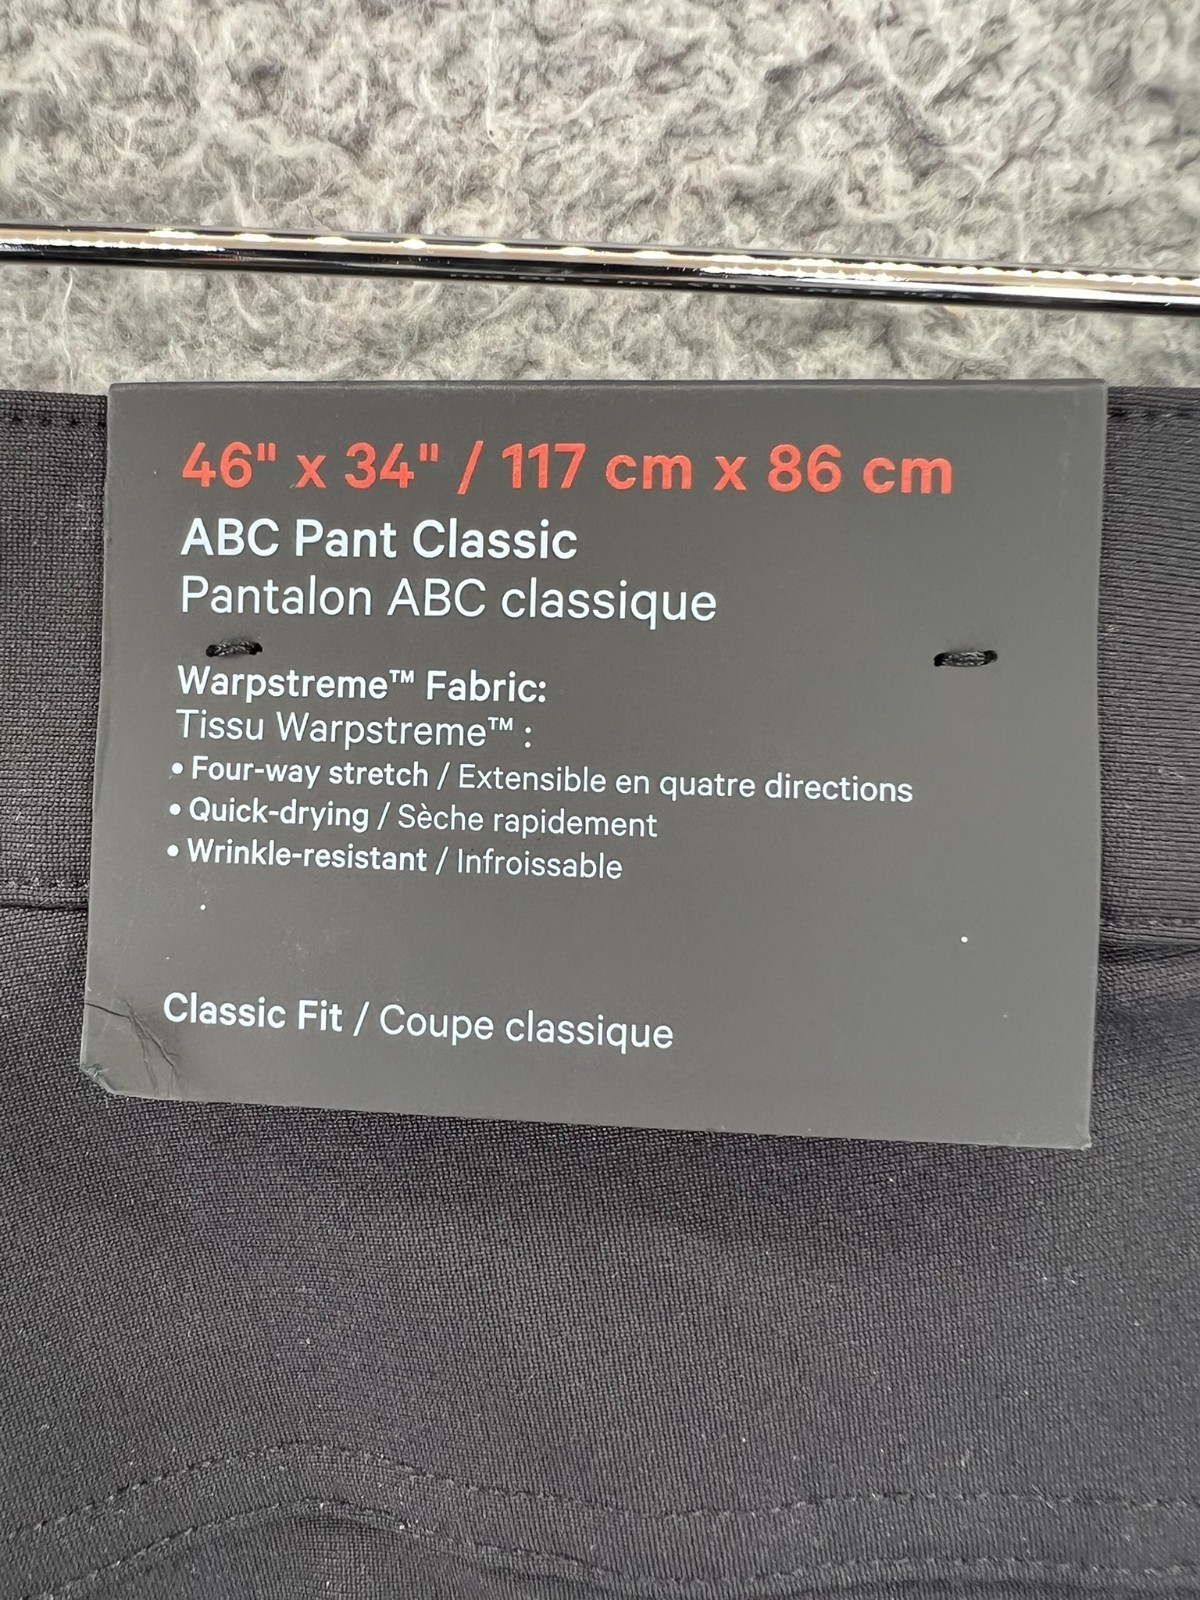 46" x 34" / 117 cm x 86 cm
ABC Pant Classic
Pantalon ABC classique
Warpstreme™ Fabric:
Tissu Warpstreme™ :
• Four-way stretch / Extensible en quatre directions
• Quick-drying / Sèche rapidement
• Wrinkle-resistant / Infroissable
Classic Fit / Coupe classique